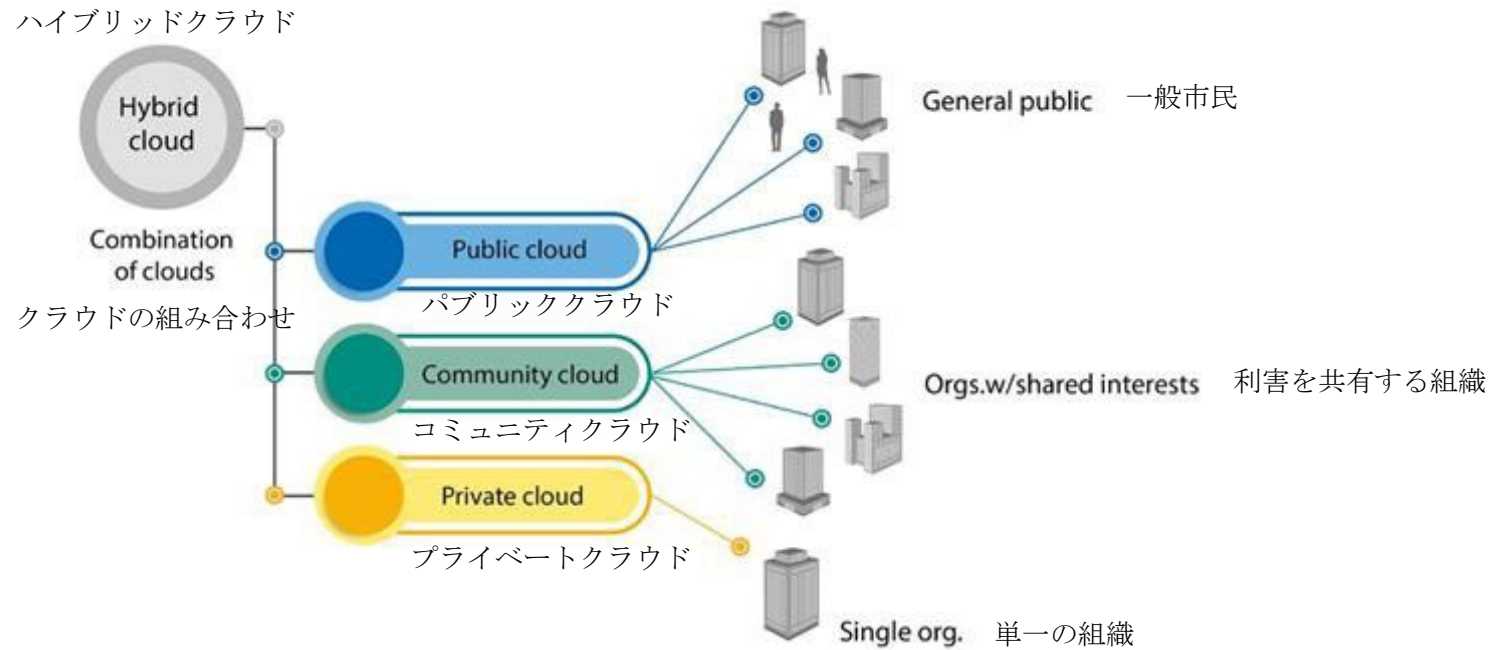 ハイブリッドクラウド
Hybrid
cloud
Combination
of clouds
クラウドの組み合わせ
Public cloud
パブリッククラウド
General public 一般市民
Community cloud
コミュニティクラウド
Orgs.w/shared interests 利害を共有する組織
Private cloud
プライベートクラウド
Single org. 単一の組織